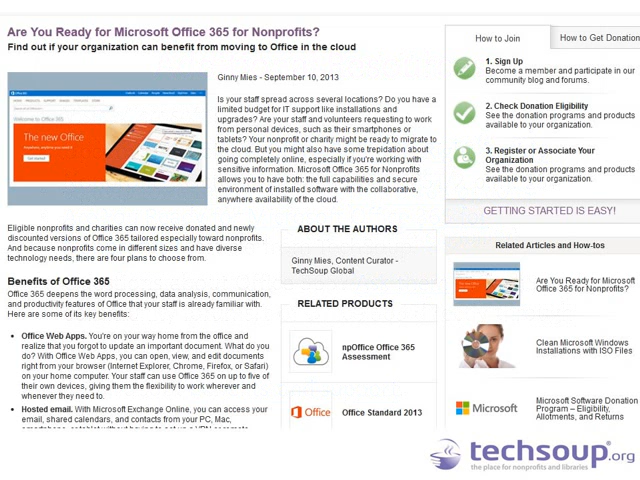 Are You Ready for Microsoft Office 365 for Nonprofits?
Find out if your organization can benefit from moving to Office in the cloud
Ginny Mies - September 10, 2013
Is your staff spread across several locations? Do you have a
limited budget for IT support like installations and
upgrades? Are your staff and volunteers requesting to work
from personal devices, such as their smartphones or
tablets? Your nonprofit or charity might be ready to migrate
to the cloud. But you might also have some trepidation about
going completely online, especially if you're working with
sensitive information. Microsoft Office 365 for Nonprofits
allows you to have both: the full capabilities and secure
environment of installed software with the collaborative,
anywhere availability of the cloud.
Welcome to Office 365
The new Office
Eligible nonprofits and charities can now receive donated and newly
discounted versions of Office 365 tailored especially toward nonprofits.
And because nonprofits come in different sizes and have diverse
technology needs, there are four plans to choose from.
Benefits of Office 365
Office 365 deepens the word processing, data analysis, communication,
and productivity features of Office that your staff is already familiar with.
Here are some of its key benefits:
• Office Web Apps. You're on your way home from the office and
realize that you forgot to update an important document. What do you
do? With Office Web Apps, you can open, view, and edit documents
right from your browser (Internet Explorer, Chrome, Firefox, or Safari)
on your home computer. Your staff can use Office 365 on up to five of
their own devices, giving them the flexibility to work wherever and
whenever they need to.
• Hosted email. With Microsoft Exchange Online, you can access your
email, shared calendars, and contacts from your PC, Mac,
ABOUT THE AUTHORS
Ginny Mies, Content Curator -
TechSoup Global
RELATED PRODUCTS
npOffice Office 365
Assessment
Office
Office Standard 2013
How to Join
How to Get Donation
1. Sign Up
Become a member and participate in our
community blog and forums.
2. Check Donation Eligibility
See the donation programs and products
available to your organization.
3. Register or Associate Your
Organization
See the donation programs and products
available to your organization.
GETTING STARTED IS EASY!
Related Articles and How-tos
Are You Ready for Microsoft
Office 365 for Nonprofits?
Clean Microsoft Windows
Installations with ISO Files
Microsoft
Microsoft Software Donation
Program – Eligibility,
Allotments, and Returns
techsoup.org
the place for nonprofits and libraries